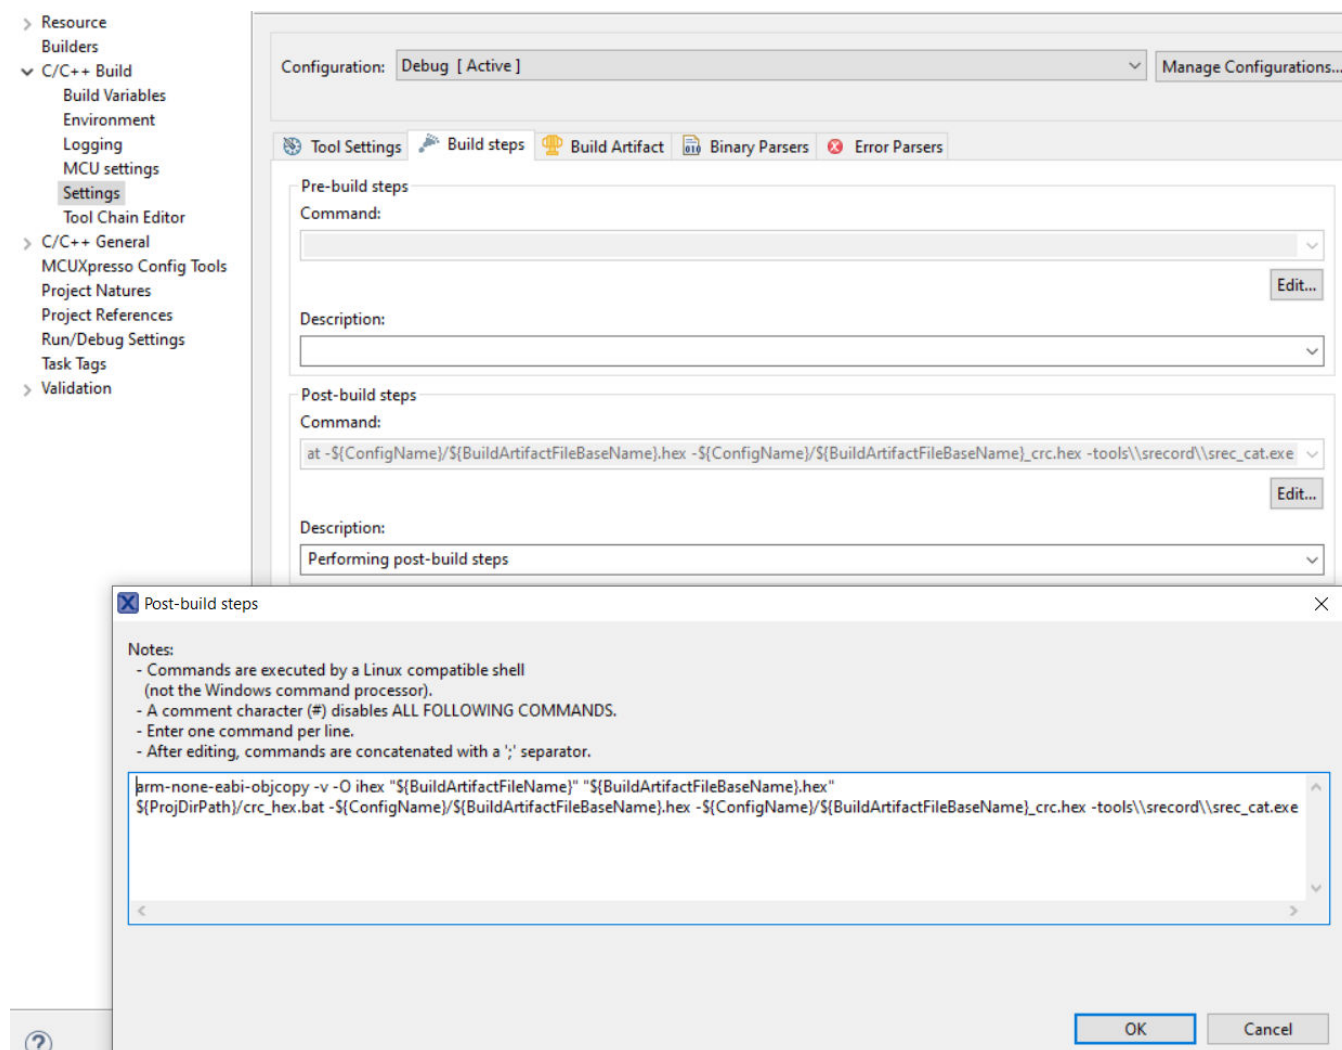 Resource
Builders
C/C++ Build
Build Variables
Environment
Logging
MCU settings
Settings
Tool Chain Editor
C/C++ General
MCUXpresso Config Tools
Project Natures
Project References
Run/Debug Settings
Task Tags
Validation
Configuration: Debug [ Active ] Manage Configurations...
Tool Settings Build steps Build Artifact Binary Parsers Error Parsers
Pre-build steps
Command:
Edit...
Description:
Post-build steps
Command:
at -${ConfigName}/${BuildArtifactFileBaseName}.hex -${ConfigName}/${BuildArtifactFileBaseName}_crc.hex -tools\\srecord\\srec_cat.exe
Edit...
Description:
Performing post-build steps
Post-build steps
Notes:
- Commands are executed by a Linux compatible shell
(not the Windows command processor).
- A comment character (#) disables ALL FOLLOWING COMMANDS.
- Enter one command per line.
- After editing, commands are concatenated with a ';' separator.
arm-none-eabi-objcopy -v -O ihex "${BuildArtifactFileName}" "${BuildArtifactFileBaseName}.hex"
${ProjDirPath}/crc_hex.bat -${ConfigName}/${BuildArtifactFileBaseName}.hex -${ConfigName}/${BuildArtifactFileBaseName}_crc.hex -tools\\srecord\\srec_cat.exe
OK Cancel